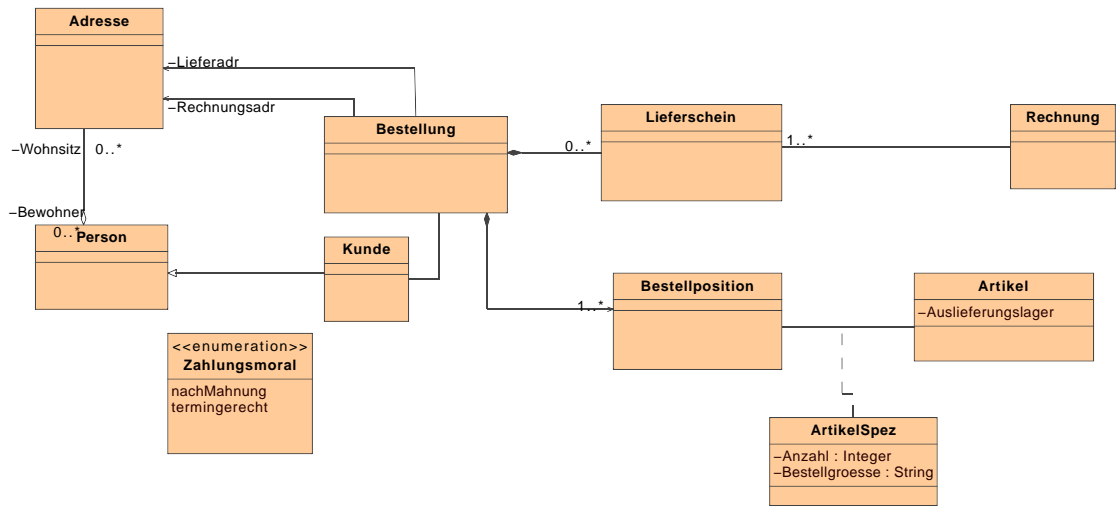 Adresse
–Lieferadr
–Rechnungsadr
Bestellung
Lieferschein
Rechnung
–Wohnsitz
0..*
0..*
1..*
–Bewohner
0..*
Person
Kunde
1..*
Bestellposition
Artikel
–Auslieferungslager
<<enumeration>>
Zahlungsmoral
nachMahnung
termingerecht
ArtikelSpez
–Anzahl : Integer
–Bestellgroesse : String